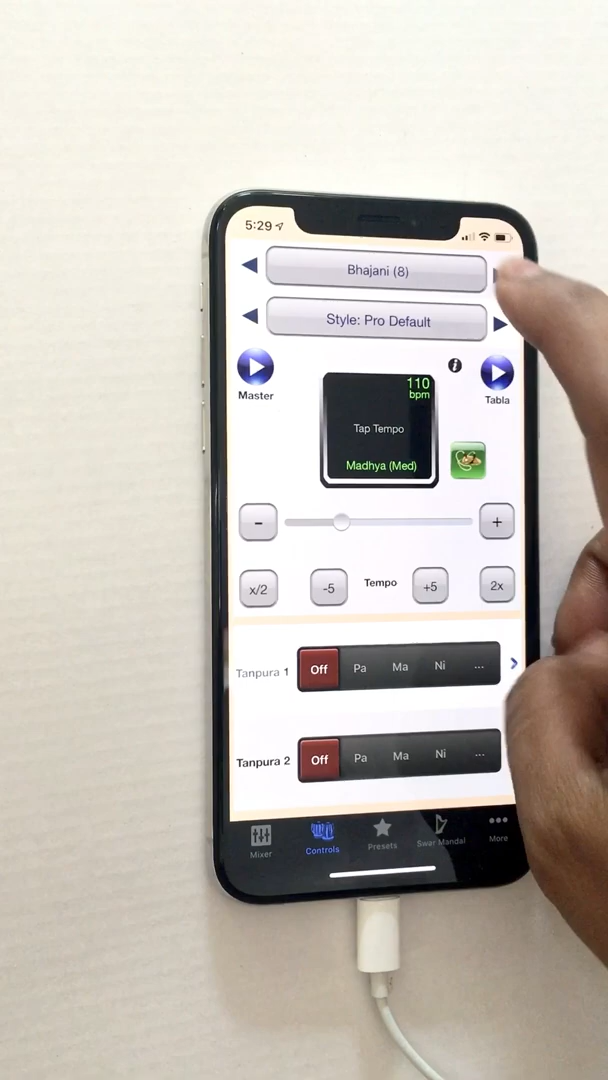 5:29
Bhajani (8)
Style: Pro Default
i
Master
Tabla
110
bpm
Tap Tempo
Madhya (Med)
-
+
x/2
-5
Tempo
+5
2x
Tanpura 1
Off Pa Ma Ni ...
Tanpura 2
Off Pa Ma Ni ...
Mixer
Controls
Presets
Swar Mandal
More